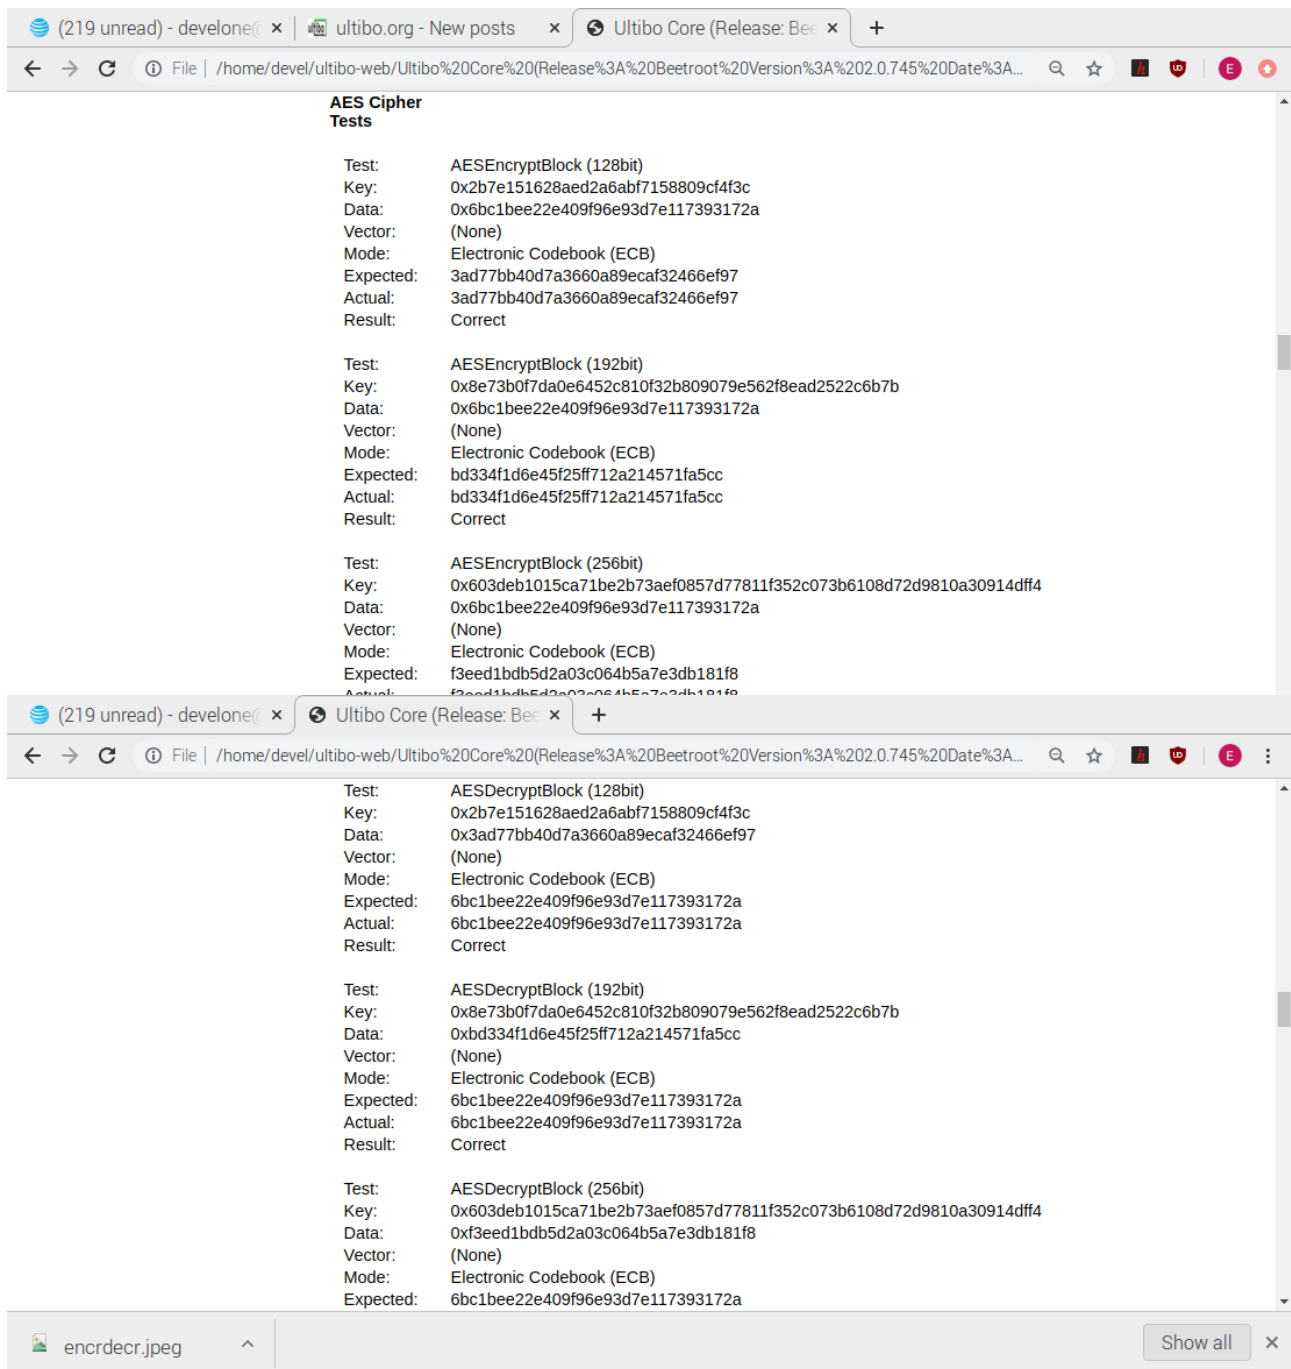 (219 unread) - develone@ ultibo.org - New posts Ultibo Core (Release: Bee
File | /home/devel/ultibo-web/Ultibo%20Core%20(Release%3A%20Beetroot%20Version%3A%202.0.745%20Date%3A...
AES Cipher
Tests
Test: AESEncryptBlock (128bit)
Key: 0x2b7e151628aed2a6abf7158809cf4f3c
Data: 0x6bc1bee22e409f96e93d7e117393172a
Vector: (None)
Mode: Electronic Codebook (ECB)
Expected: 3ad77bb40d7a3660a89ecaf32466ef97
Actual: 3ad77bb40d7a3660a89ecaf32466ef97
Result: Correct
Test: AESEncryptBlock (192bit)
Key: 0x8e73b0f7da0e6452c810f32b809079e562f8ead2522c6b7b
Data: 0x6bc1bee22e409f96e93d7e117393172a
Vector: (None)
Mode: Electronic Codebook (ECB)
Expected: bd334f1d6e45f25ff712a214571fa5cc
Actual: bd334f1d6e45f25ff712a214571fa5cc
Result: Correct
Test: AESEncryptBlock (256bit)
Key: 0x603deb1015ca71be2b73aef0857d77811f352c073b6108d72d9810a30914dff4
Data: 0x6bc1bee22e409f96e93d7e117393172a
Vector: (None)
Mode: Electronic Codebook (ECB)
Expected: f3eed1bdb5d2a03c064b5a7e3db181f8
Actual: f3eed1bdb5d2a03c064b5a7e3db181f8
(219 unread) - develone@ Ultibo Core (Release: Bee
File | /home/devel/ultibo-web/Ultibo%20Core%20(Release%3A%20Beetroot%20Version%3A%202.0.745%20Date%3A...
Test: AESDecryptBlock (128bit)
Key: 0x2b7e151628aed2a6abf7158809cf4f3c
Data: 0x3ad77bb40d7a3660a89ecaf32466ef97
Vector: (None)
Mode: Electronic Codebook (ECB)
Expected: 6bc1bee22e409f96e93d7e117393172a
Actual: 6bc1bee22e409f96e93d7e117393172a
Result: Correct
Test: AESDecryptBlock (192bit)
Key: 0x8e73b0f7da0e6452c810f32b809079e562f8ead2522c6b7b
Data: 0xbd334f1d6e45f25ff712a214571fa5cc
Vector: (None)
Mode: Electronic Codebook (ECB)
Expected: 6bc1bee22e409f96e93d7e117393172a
Actual: 6bc1bee22e409f96e93d7e117393172a
Result: Correct
Test: AESDecryptBlock (256bit)
Key: 0x603deb1015ca71be2b73aef0857d77811f352c073b6108d72d9810a30914dff4
Data: 0xf3eed1bdb5d2a03c064b5a7e3db181f8
Vector: (None)
Mode: Electronic Codebook (ECB)
Expected: 6bc1bee22e409f96e93d7e117393172a
encrdecr.jpeg Show all